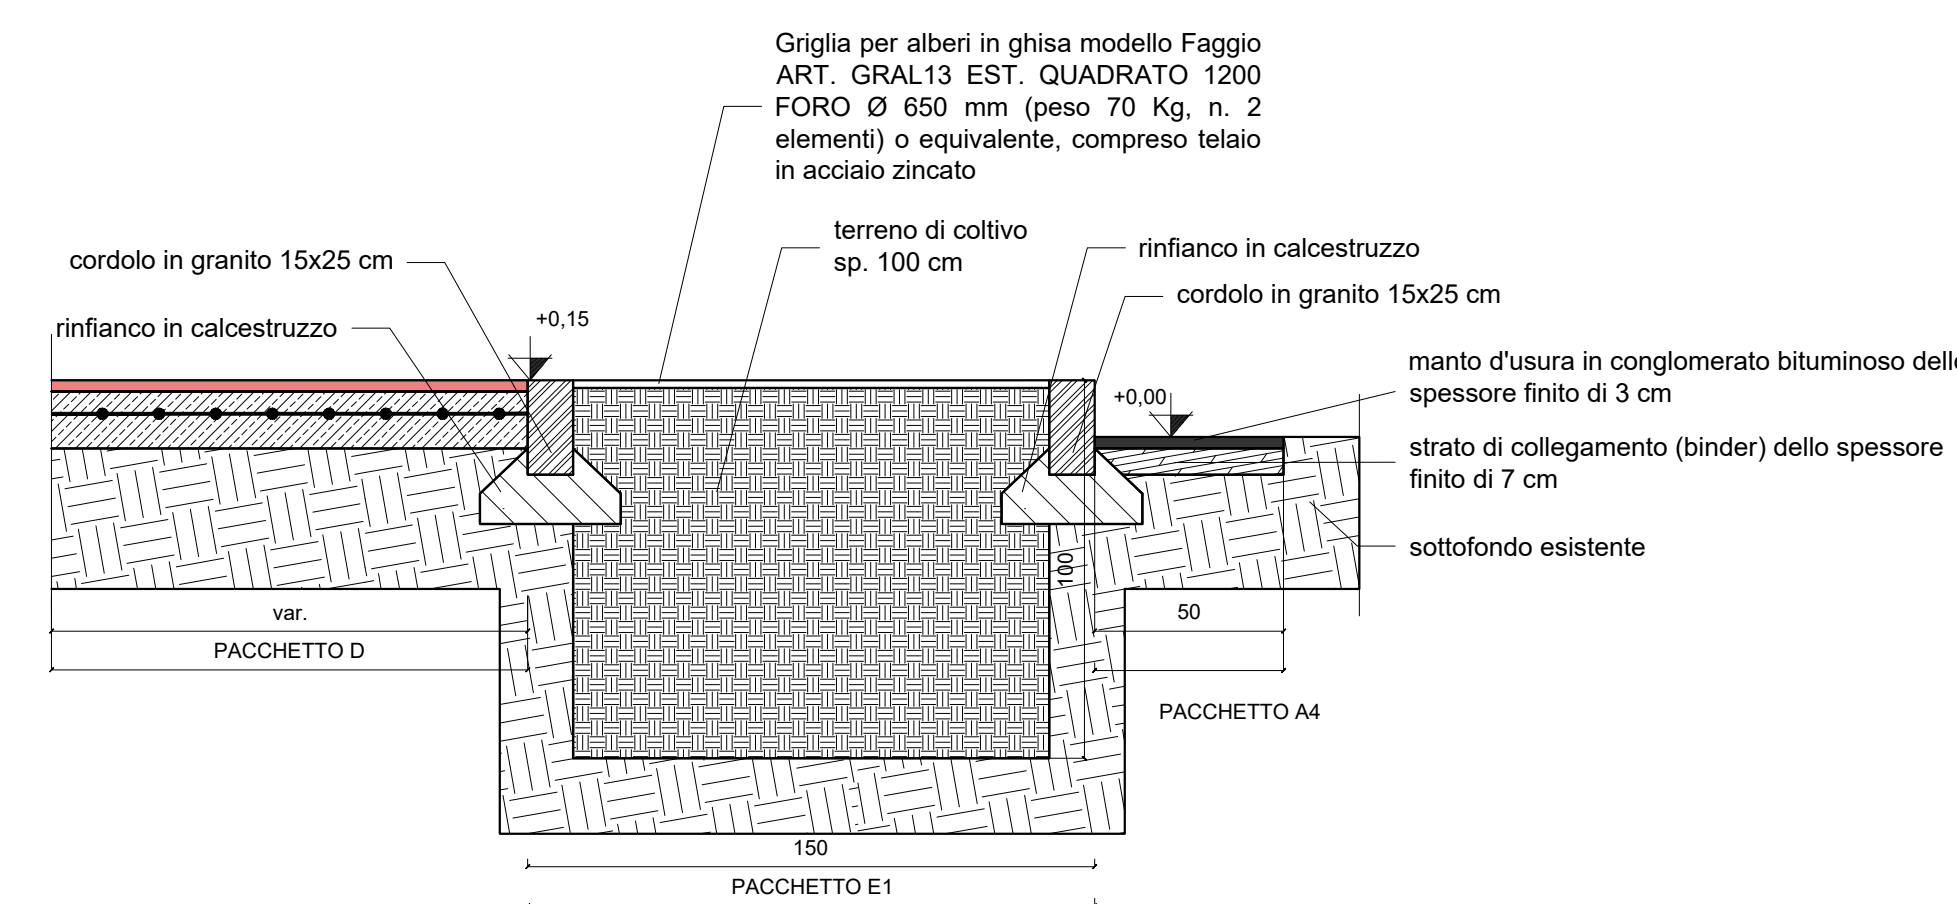 Griglia per alberi in ghisa modello Faggio
ART. GRAL13 EST. QUADRATO 1200
FORO Ø 650 mm (peso 70 Kg, n. 2
elementi) o equivalente, compreso telaio
in acciaio zincato
terreno di coltivo
sp. 100 cm
rinfianco in calcestruzzo
cordolo in granito 15x25 cm
cordolo in granito 15x25 cm
rinfianco in calcestruzzo
+0,15
+0,00
manto d'usura in conglomerato bituminoso dello
spessore finito di 3 cm
strato di collegamento (binder) dello spessore
finito di 7 cm
sottofondo esistente
100
var.
PACCHETTO D
50
PACCHETTO A4
150
PACCHETTO E1